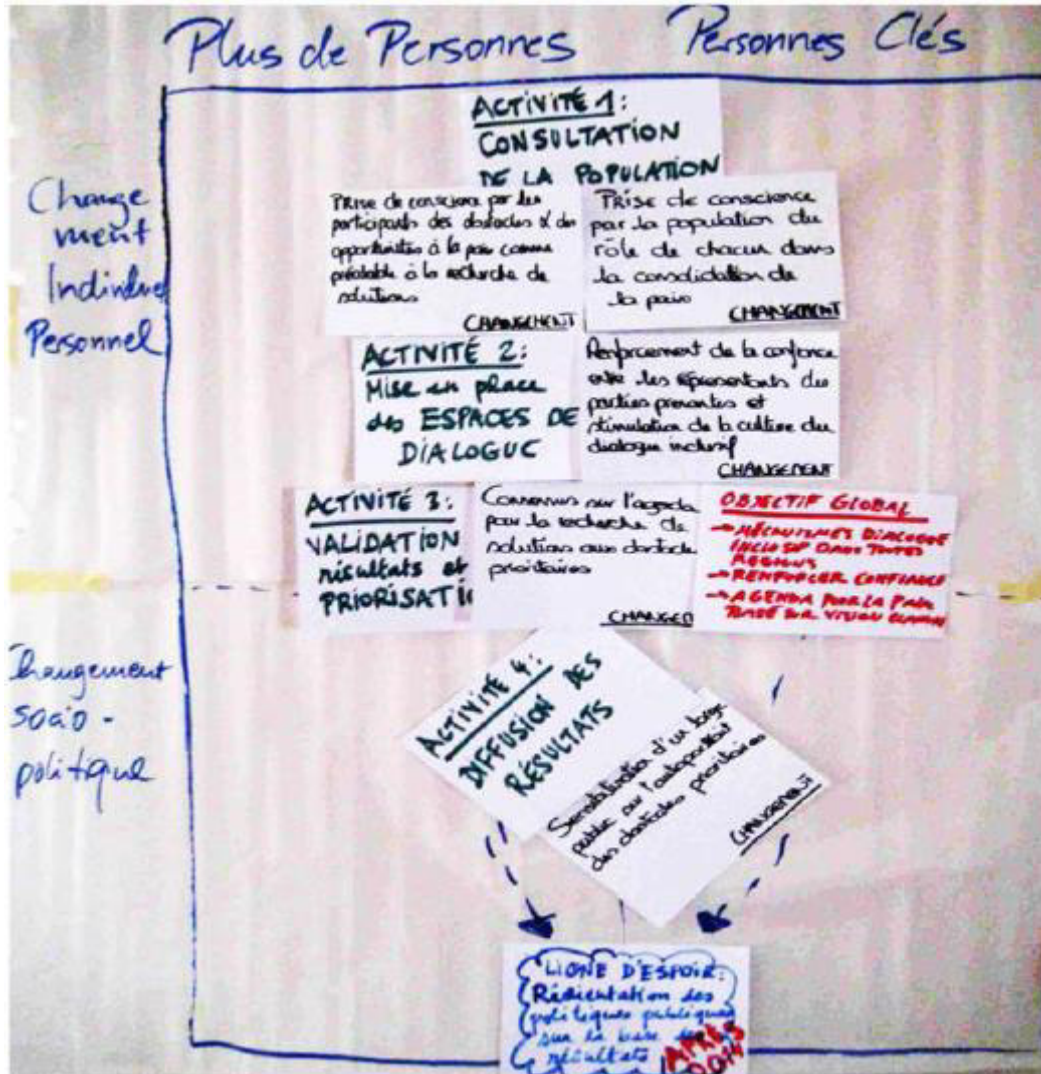 Plus de Personnes
Personnes Clés
Change
ment
Individuel
Personnel
ACTIVITÉ 1:
CONSULTATION
DE LA POPULATION
Prise de conscience par les
participants des obstacles & des
opportunités à la paix comme
préalable à la recherche de
solutions
CHANGEMENT
Prise de conscience
par la population du
rôle de chacun dans
la consolidation de
la paix
CHANGEMENT
ACTIVITÉ 2:
Mise en place
des ESPACES DE
DIALOGUE
Renforcement de la confiance
entre les représentants des
parties prenantes et
stimulation de la culture du
dialogue inclusif
CHANGEMENT
ACTIVITÉ 3:
VALIDATION
résultats et
PRIORISATI
Consensus sur l'agenda
pour la recherche de
solutions aux obstacle
prioritaires
CHANGE
OBJECTIF GLOBAL
→ MÉCANISMES DIALOGUE
INCLUSIF DANS TOUTES
REGIONS
→ RENFORCER CONFIANCE
→ AGENDA POUR LA PAIX
BASÉ SUR VISION
Changement
socio-
politique
ACTIVITÉ 4:
DIFFUSION DES
RÉSULTATS
Sensibilisation d'un large
public sur
des obstacles prioritaires
CHANGEMENT
LIGNE D'ESPOIR:
Réorientation des
politiques publiques
sur la base
résultats
APRÈS